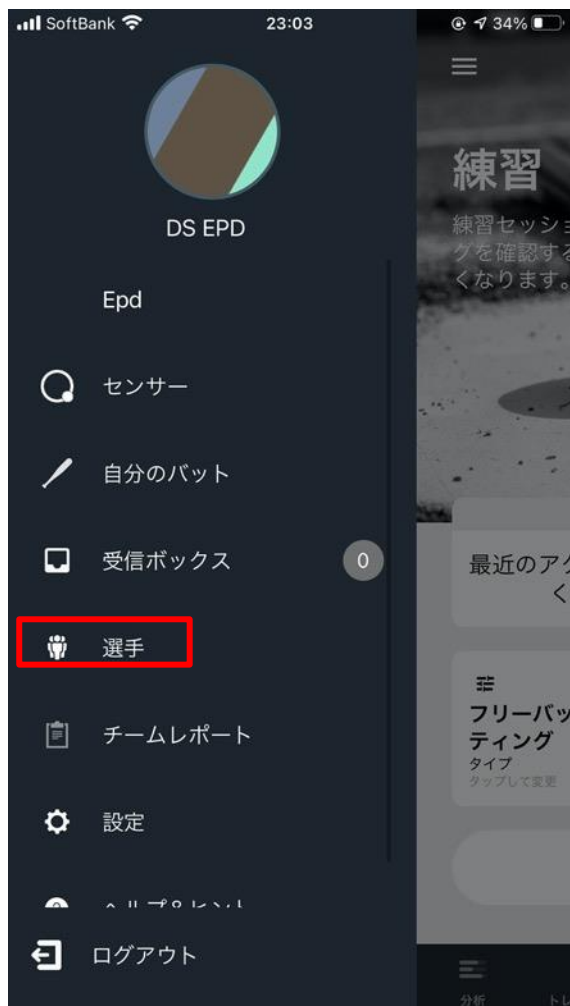 SoftBank 23:03 34%
DS EPD
Epd
センサー
自分のバット
受信ボックス 0
選手
チームレポート
設定
ログアウト
練習
練習セッショ
グを確認する
くなります。
最近のアク
く
フリーバッ
ティング
タイプ
タップして変更
分析 トレ